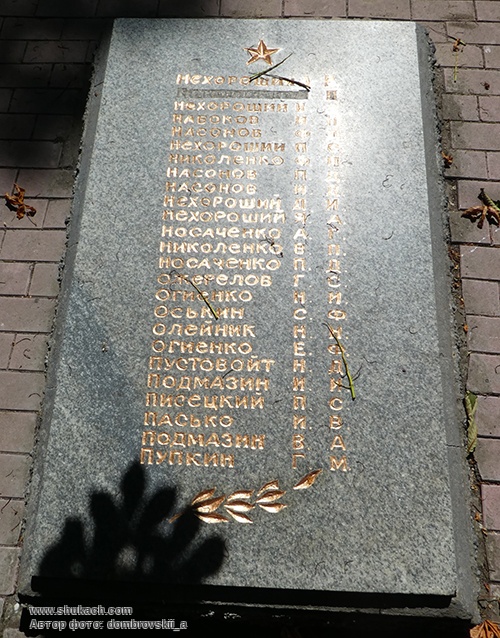 НЕХОРОШИЙ
НЕХОРОШИЙ И.
НАБОКОВ
НАСОНОВ
НЕХОРОШИЙ П.
НИКОЛЕНКО
НАСОНОВ П. Д
НАСОНОВ
НЕХОРОШИЙ И
НЕХОРОШИЙ А
НОСАЧЕНКО А.
НИКОЛЕНКО В. П
НОСАЧЕНКО П. Д
ОЖЕРЕЛОВ Г. С
ОГИЕНКО Н. И
ОСЬКИН С. Ф
ОЛЕЙНИК Н. Н
ОГИЕНКО Е. Ф
ПУСТОВОЙТ Н. Д
ПОДМАЗИН И. И
ПИСЕЦКИЙ П. С
ПАСЬКО И. В
ПОДМАЗИН В. А
ПУПКИН Г. М
www.shukach.com
Автор фото: dombrovskii_a